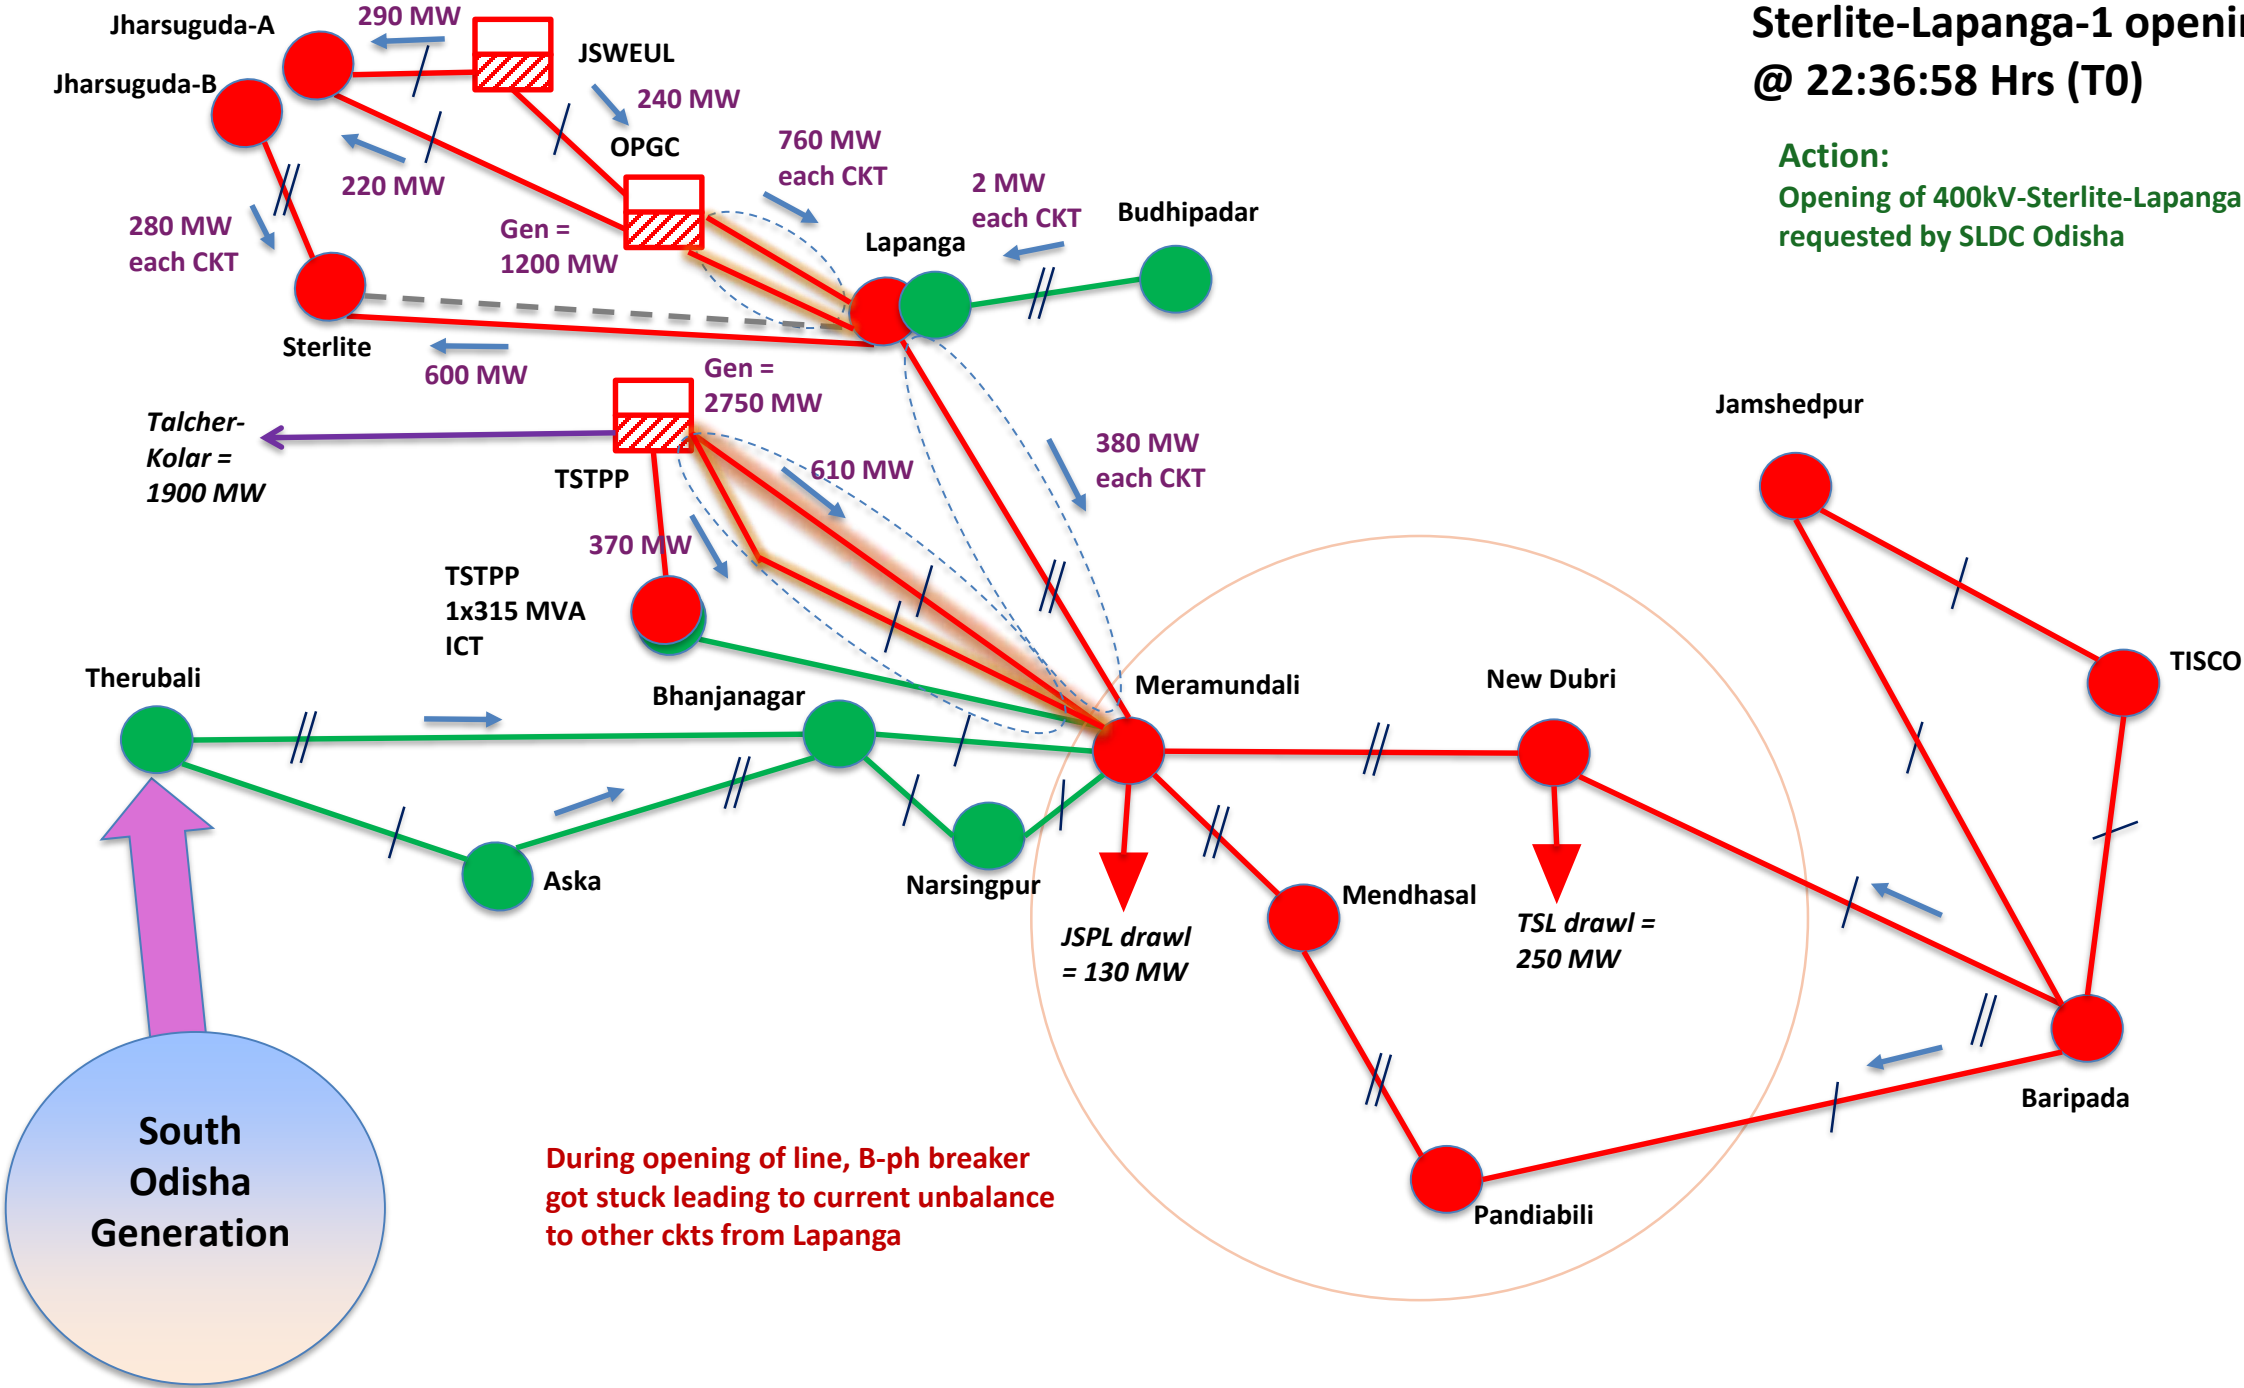 Sterlite-Lapanga-1 openin
@ 22:36:58 Hrs (T0)
Action:
Opening of 400kV-Sterlite-Lapanga
requested by SLDC Odisha
Jharsuguda-A
290 MW
JSWEUL
Jharsuguda-B
240 MW
OPGC
760 MW
each CKT
220 MW
2 MW
each CKT
Budhipadar
280 MW
each CKT
Gen =
1200 MW
Lapanga
Sterlite
600 MW
Gen =
2750 MW
Talcher-
Kolar =
1900 MW
TSTPP
610 MW
380 MW
each CKT
Jamshedpur
370 MW
TSTPP
1x315 MVA
ICT
TISCO
Therubali
Bhanjanagar
Meramundali
New Dubri
Aska
Narsingpur
Mendhasal
JSPL drawl
= 130 MW
TSL drawl =
250 MW
Baripada
South
Odisha
Generation
During opening of line, B-ph breaker
got stuck leading to current unbalance
to other ckts from Lapanga
Pandiabili